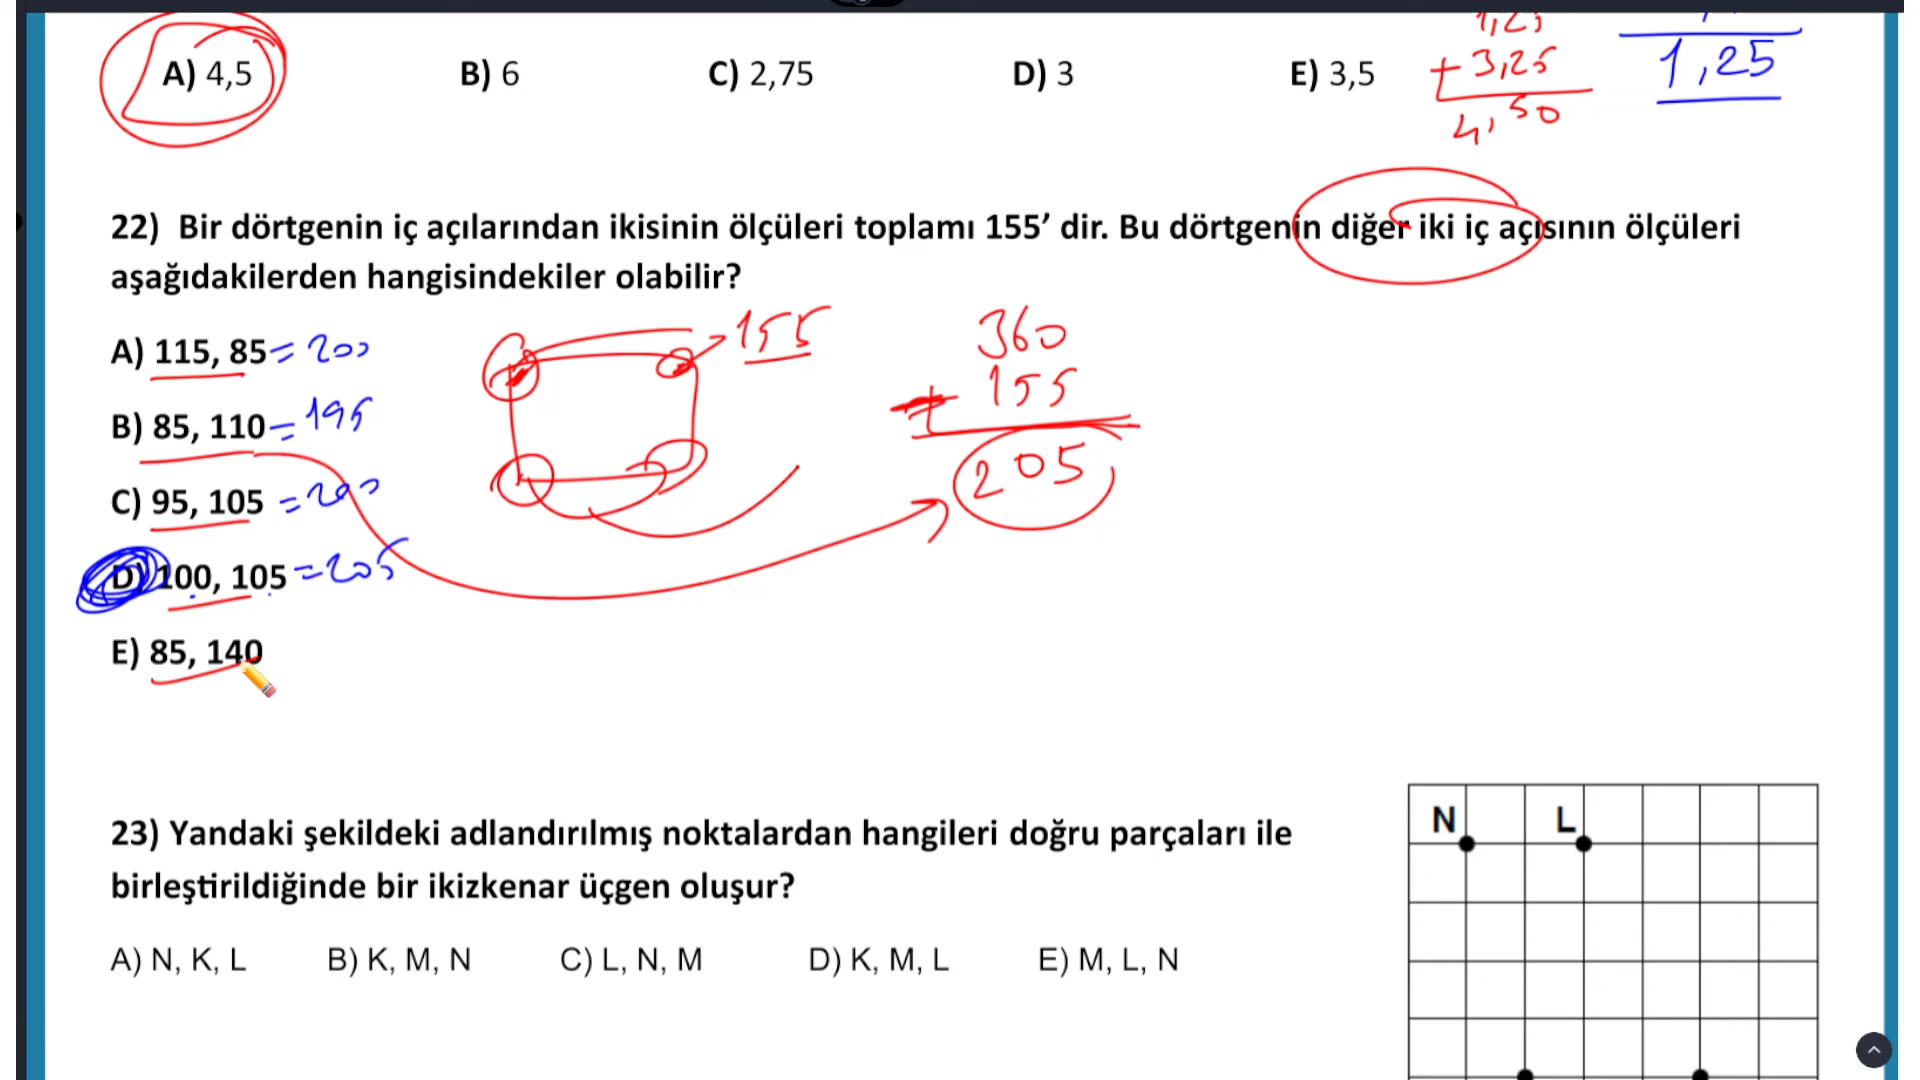 A) 4,5 B) 6 C) 2,75 D) 3 E) 3,5
+ 3,25
4,50
1,25
22) Bir dörtgenin iç açılarından ikisinin ölçüleri toplamı 155’ dir. Bu dörtgenin diğer iki iç açısının ölçüleri
aşağıdakilerden hangisindekiler olabilir?
A) 115, 85 = 200
B) 85, 110 = 195
C) 95, 105 = 200
D) 100, 105 = 205
E) 85, 140
155
360
155
205
23) Yandaki şekildeki adlandırılmış noktalardan hangileri doğru parçaları ile
birleştirildiğinde bir ikizkenar üçgen oluşur?
A) N, K, L B) K, M, N C) L, N, M D) K, M, L E) M, L, N
N L